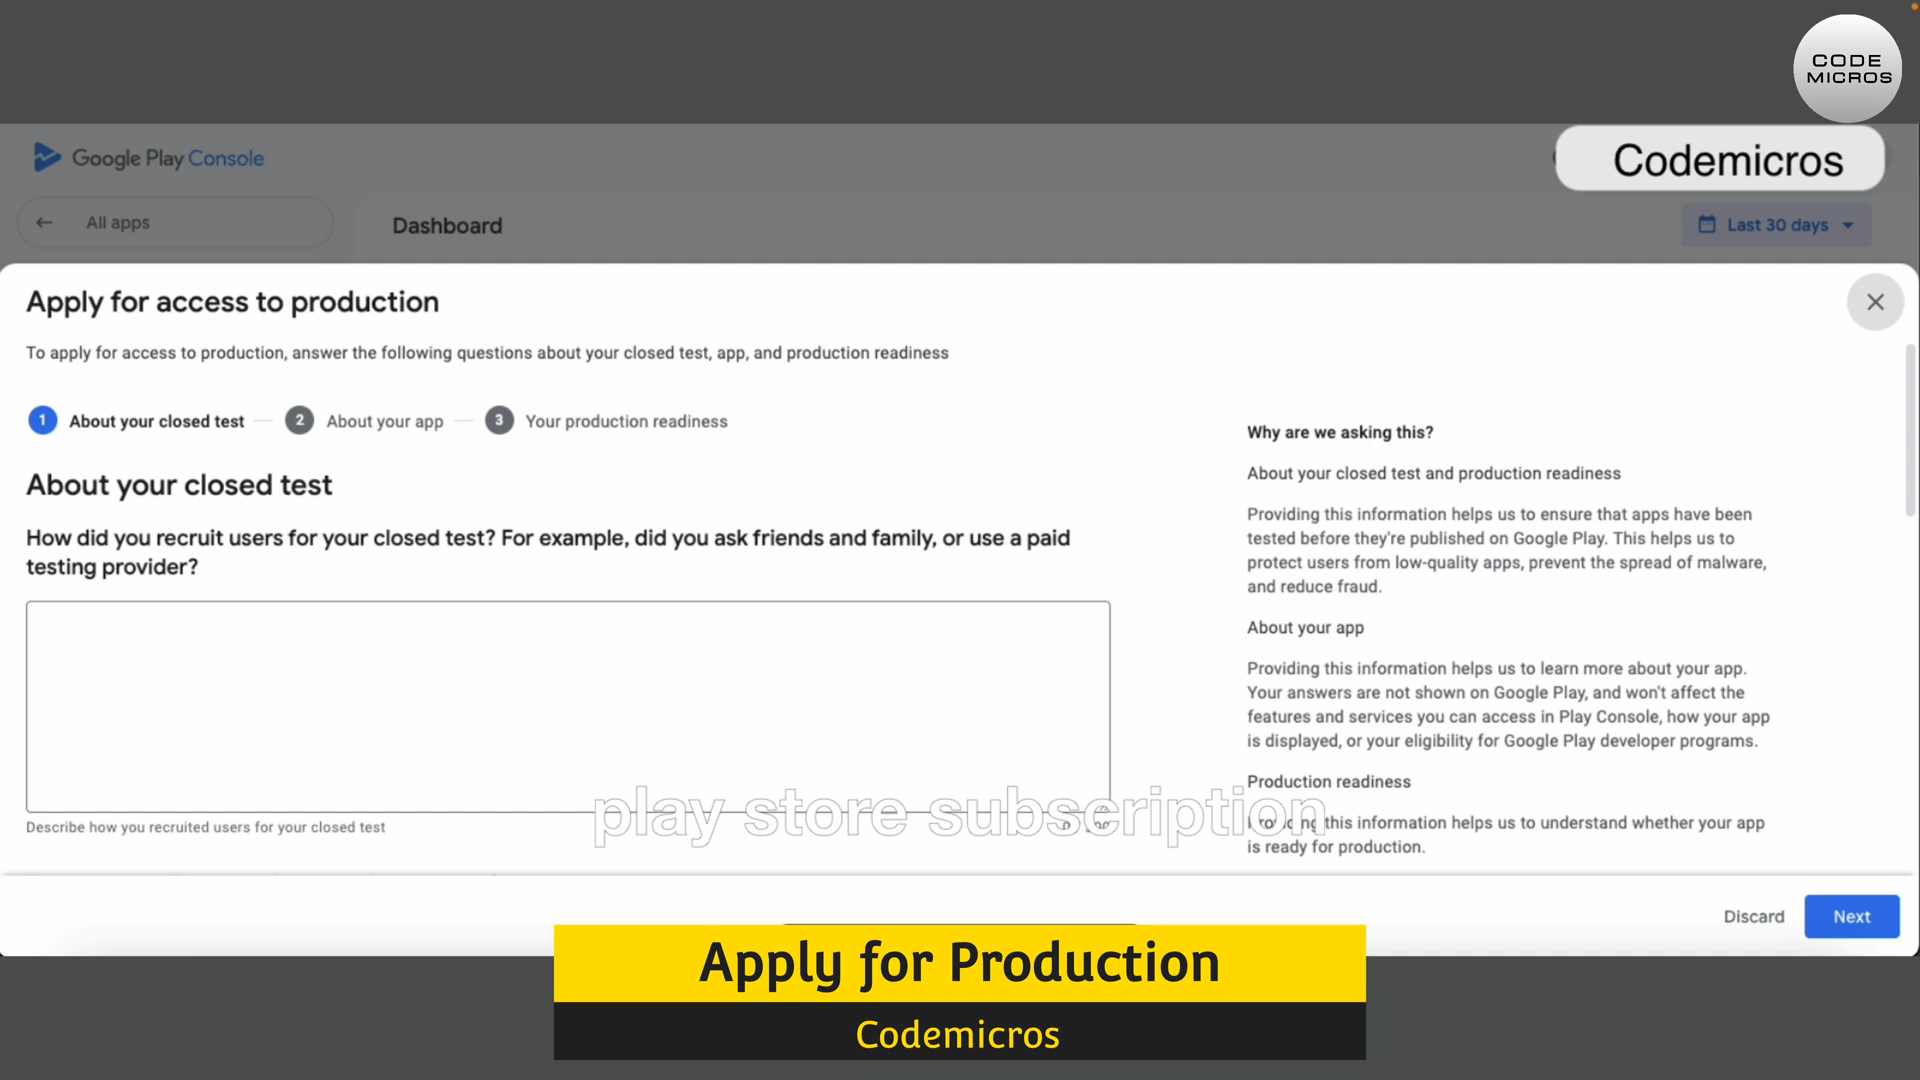 CODE
MICROS
Google Play Console
Codemicros
All apps
Dashboard
Last 30 days
Apply for access to production
To apply for access to production, answer the following questions about your closed test, app, and production readiness
1 About your closed test
2 About your app
3 Your production readiness
About your closed test
How did you recruit users for your closed test? For example, did you ask friends and family, or use a paid
testing provider?
Describe how you recruited users for your closed test
Why are we asking this?
About your closed test and production readiness
Providing this information helps us to ensure that apps have been
tested before they're published on Google Play. This helps us to
protect users from low-quality apps, prevent the spread of malware,
and reduce fraud.
About your app
Providing this information helps us to learn more about your app.
Your answers are not shown on Google Play, and won't affect the
features and services you can access in Play Console, how your app
is displayed, or your eligibility for Google Play developer programs.
Production readiness
Providing this information helps us to understand whether your app
is ready for production.
play store subscription
Discard
Next
Apply for Production
Codemicros